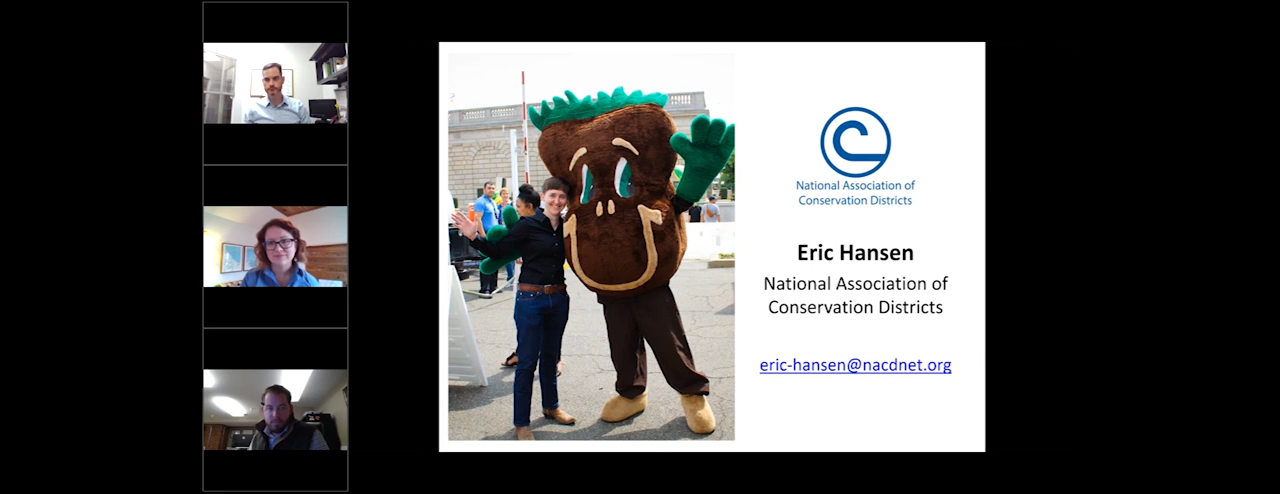 National Association of
Conservation Districts
Eric Hansen
National Association of
Conservation Districts
eric-hansen@nacdnet.org